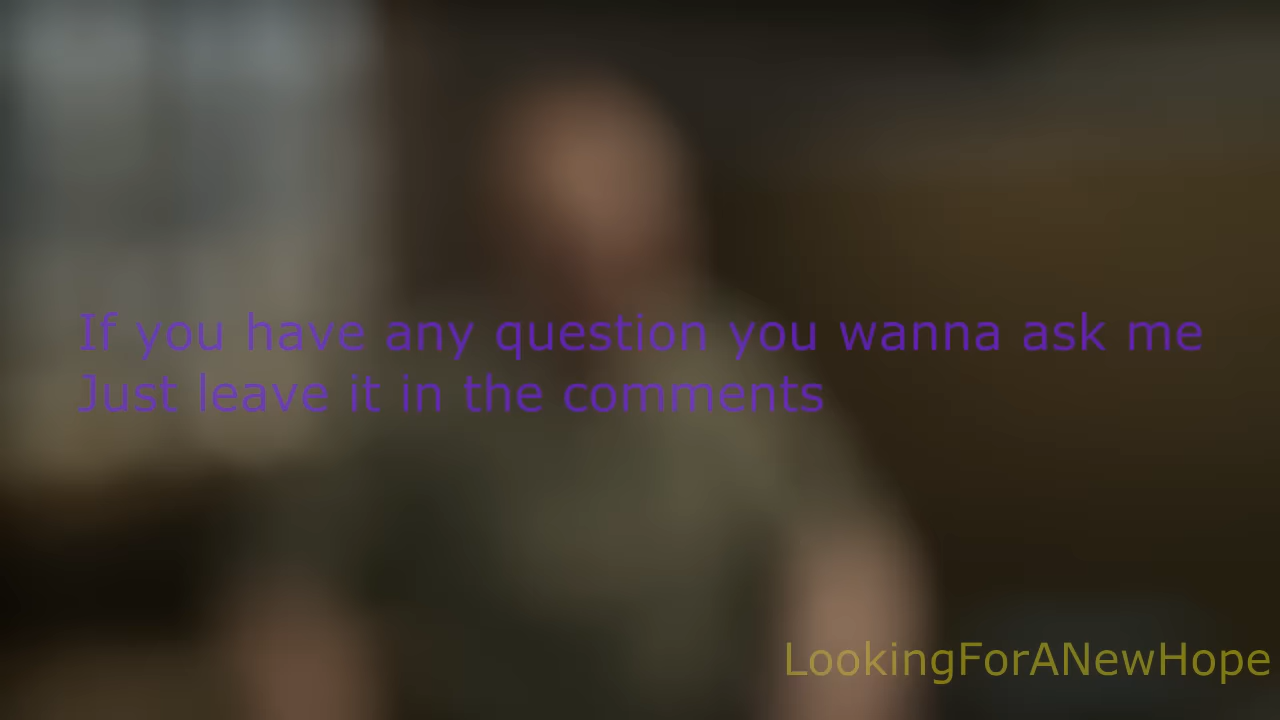 If you have any question you wanna ask me
Just leave it in the comments
LookingForANewHope